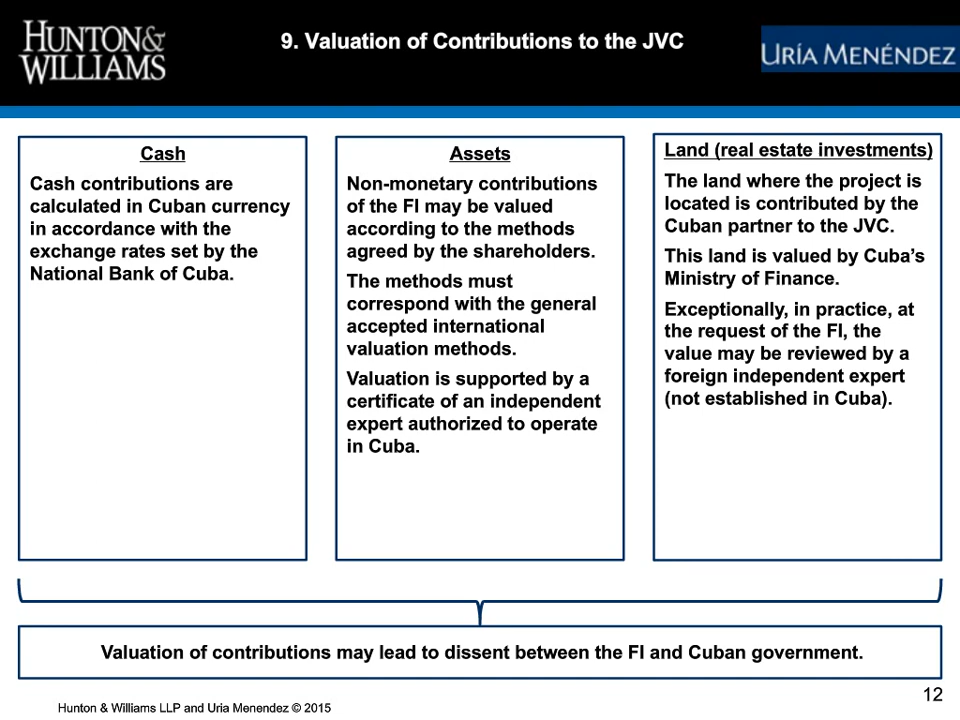 HUNTON&
WILLIAMS
9. Valuation of Contributions to the JVC
URÍA MENÉNDEZ
Cash
Cash contributions are
calculated in Cuban currency
in accordance with the
exchange rates set by the
National Bank of Cuba.
Assets
Non-monetary contributions
of the FI may be valued
according to the methods
agreed by the shareholders.
The methods must
correspond with the general
accepted international
valuation methods.
Valuation is supported by a
certificate of an independent
expert authorized to operate
in Cuba.
Land (real estate investments)
The land where the project is
located is contributed by the
Cuban partner to the JVC.
This land is valued by Cuba’s
Ministry of Finance.
Exceptionally, in practice, at
the request of the FI, the
value may be reviewed by a
foreign independent expert
(not established in Cuba).
Valuation of contributions may lead to dissent between the FI and Cuban government.
12
Hunton & Williams LLP and Uria Menendez © 2015